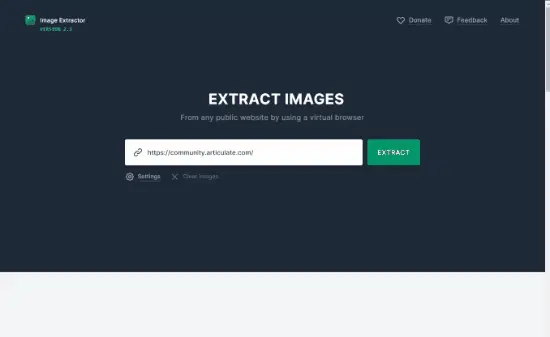 Image Extractor
VERSION 2.2
Donate
Feedback
About
EXTRACT IMAGES
From any public website by using a virtual browser
https://community.articulate.com/
EXTRACT
Settings
Clear Images